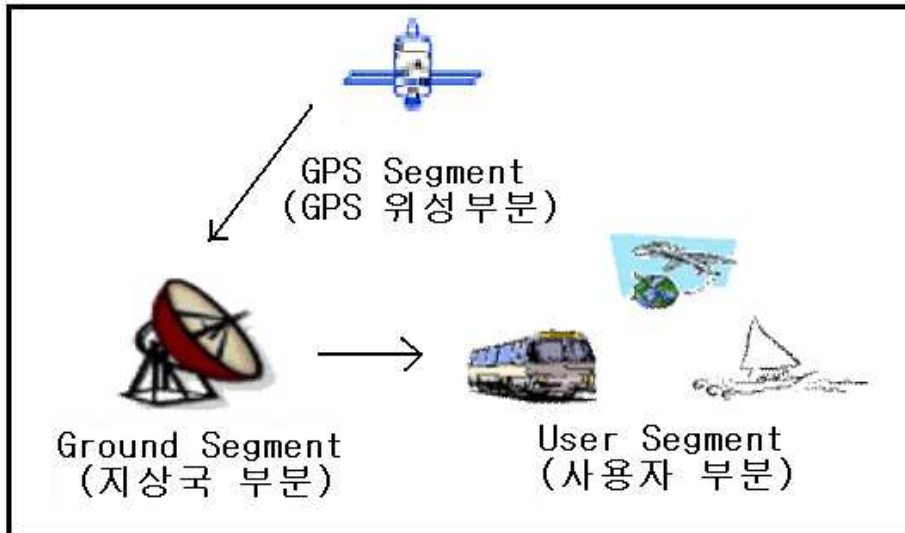 GPS Segment
(GPS 위성부분)
Ground Segment
(지상국 부분)
User Segment
(사용자 부분)